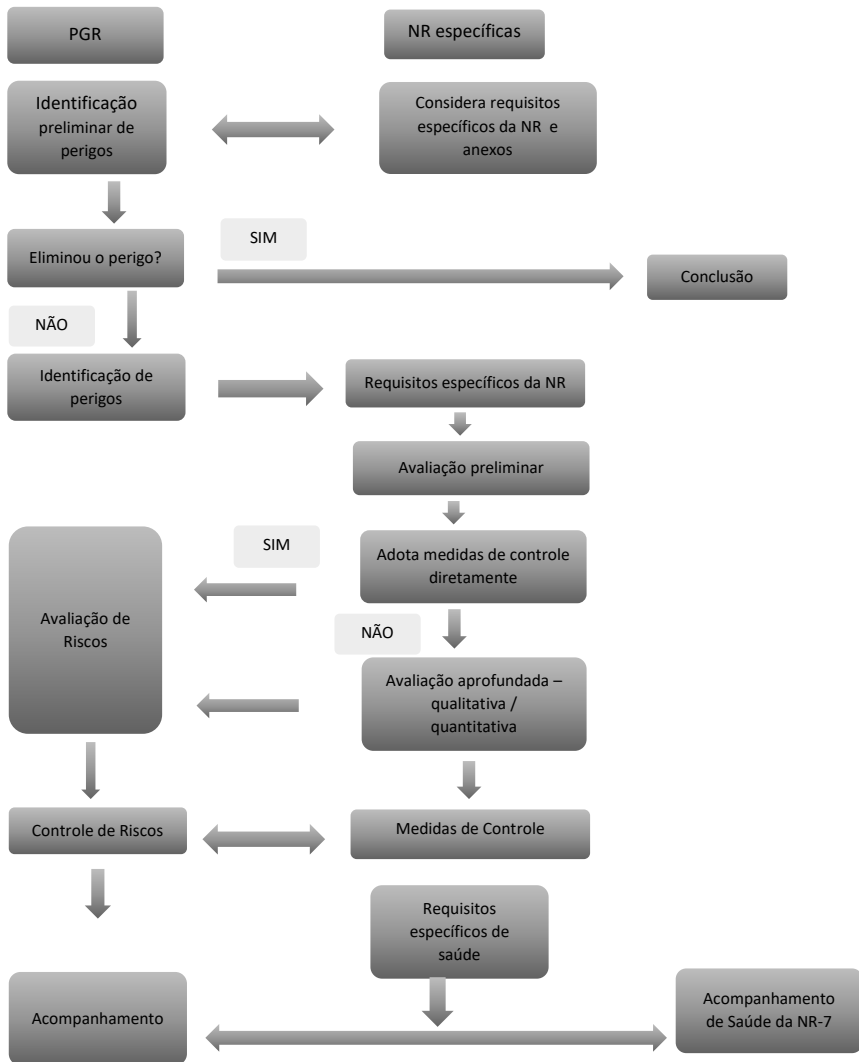 PGR
NR específicas
Identificação
preliminar de
perigos
Considera requisitos
específicos da NR e
anexos
SIM
Eliminou o perigo?
Conclusão
NÃO
Identificação de
perigos
Requisitos específicos da NR
Avaliação preliminar
SIM
Adota medidas de controle
diretamente
Avaliação de
Riscos
NÃO
Avaliação aprofundada –
qualitativa /
quantitativa
Controle de Riscos
Medidas de Controle
Requisitos
específicos de
saúde
Acompanhamento
Acompanhamento
de Saúde da NR-7